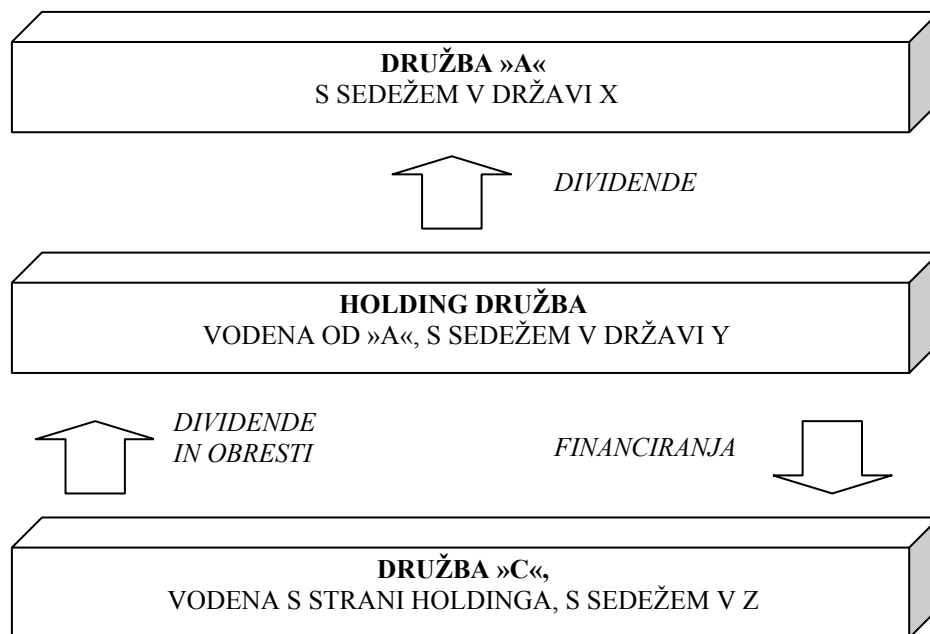 DRUŽBA »A«
S SEDEŽEM V DRŽAVI X
DIVIDENDE
HOLDING DRUŽBA
VODENA OD »A«, S SEDEŽEM V DRŽAVI Y
DIVIDENDE
IN OBRESTI
FINANCIRANJA
DRUŽBA »C«,
VODENA S STRANI HOLDINGA, S SEDEŽEM V Z